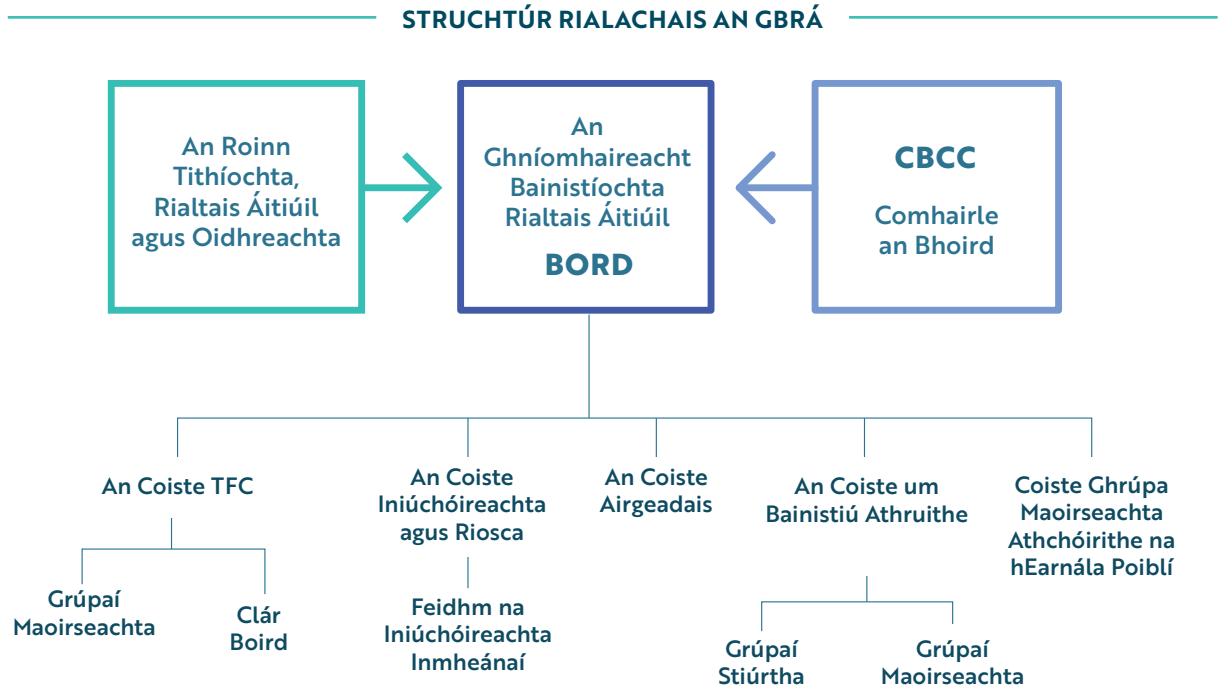 STRUCHTÚR RIALACHAIS AN GBRÁ
An Roinn
Tithíochta,
Rialtais Áitiúil
agus Oidhreachta
An
Ghníomhaireacht
Bainistíochta
Rialtais Áitiúil
BORD
CBCC
Comhairle
an Bhoird
An Coiste TFC
Grúpaí
Maoirseachta
Clár
Boird
An Coiste
Iniúchóireachta
agus Riosca
Feidhm na
Iniúchóireachta
Inmheánaí
An Coiste
Airgeadais
An Coiste um
Bainistiú Athruithe
Grúpaí
Stiúrtha
Grúpaí
Maoirseachta
Coiste Ghrúpa
Maoirseachta
Athchóirithe na
hEarnála Poiblí